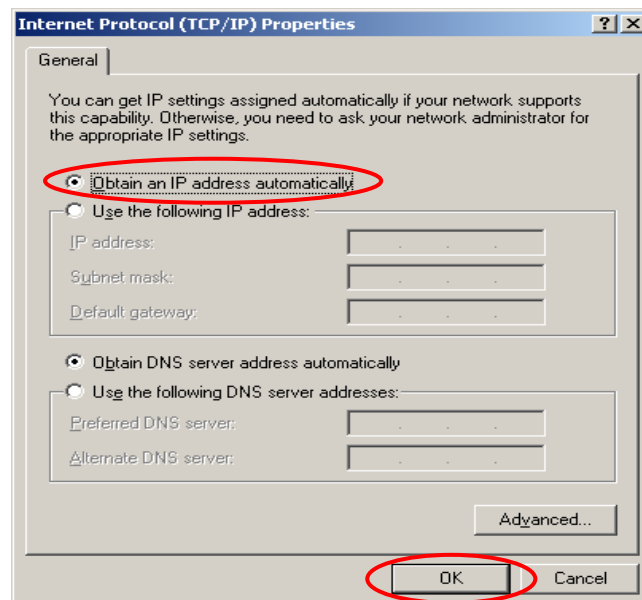 Internet Protocol (TCP/IP) Properties
General
You can get IP settings assigned automatically if your network supports
this capability. Otherwise, you need to ask your network administrator for
the appropriate IP settings.
Obtain an IP address automatically
Use the following IP address:
IP address:
Subnet mask:
Default gateway:
Obtain DNS server address automatically
Use the following DNS server addresses:
Preferred DNS server:
Alternate DNS server:
Advanced...
OK
Cancel